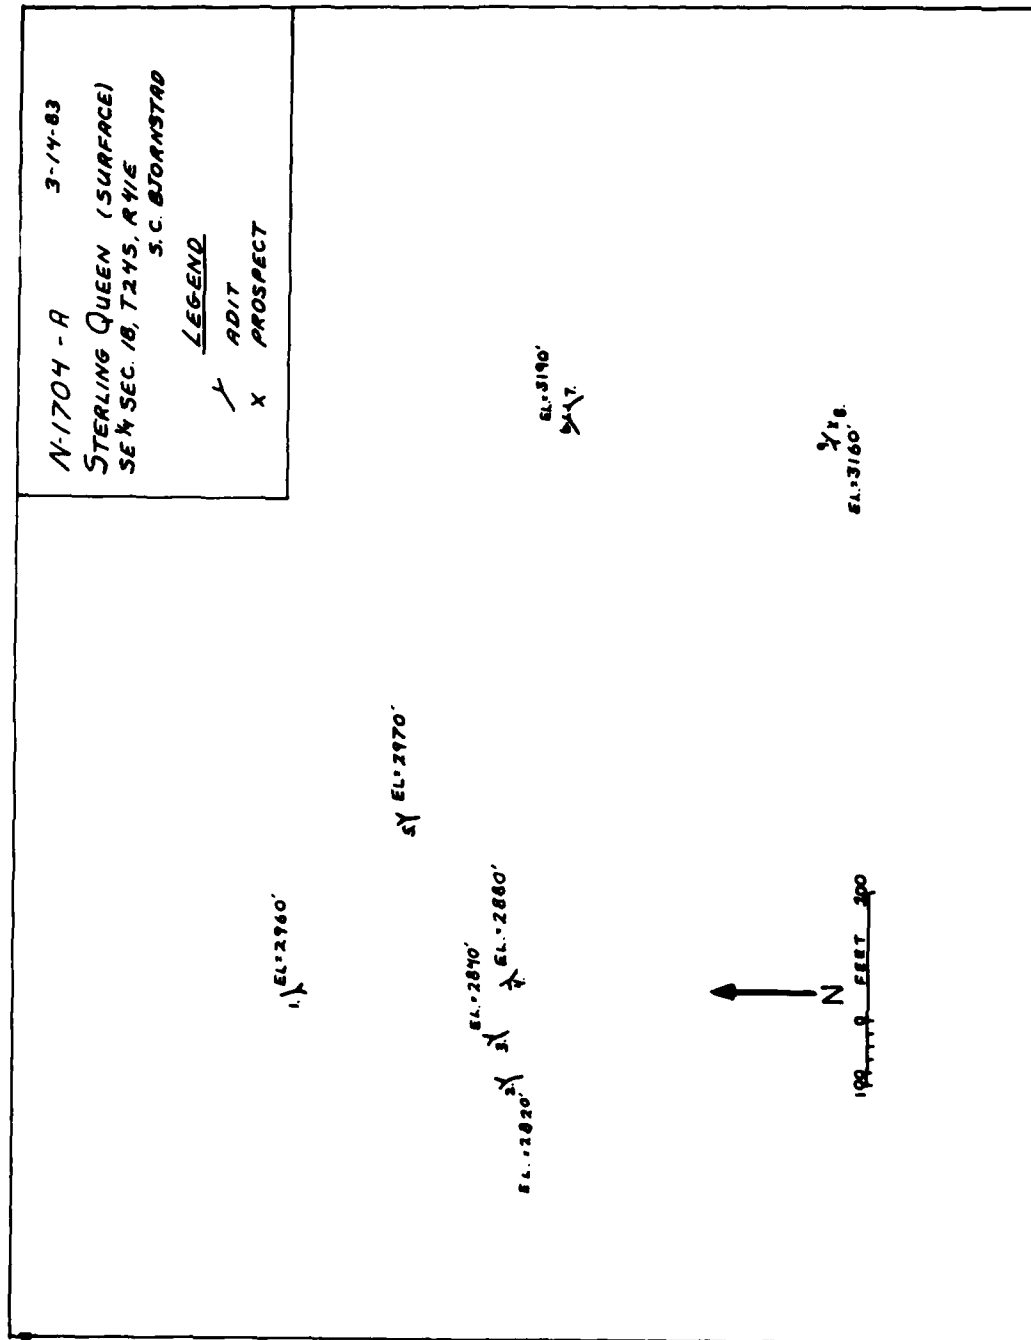 N-1704-A 3-14-83
STERLING QUEEN (SURFACE)
SE¼ SEC. 18, T24S, R41E
S.C. BJORNSTAD
LEGEND
ADIT
X PROSPECT
1. EL=2960'
5. EL=2970'
2.
EL.=2820'
3. EL.=2840'
4. EL.=2880'
EL.=3190'
6. 7.
9. X 8.
EL.=3160'
N
100 0 FEET 200